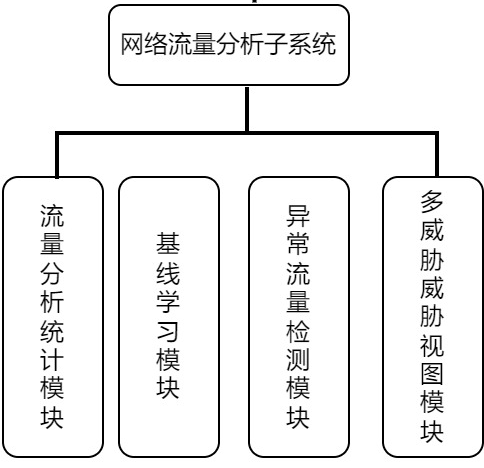 网络流量分析子系统
流量分析统计模块
基线学习模块
异常流量检测模块
多威胁威胁视图模块